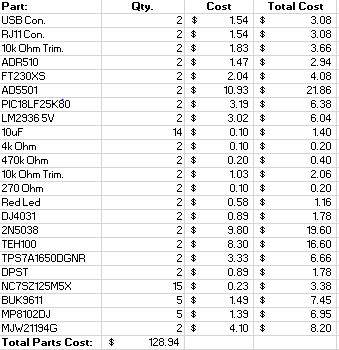 Part: Qty. Cost Total Cost
USB Con. 2 $ 1.54 $ 3.08
RJ11 Con. 2 $ 1.54 $ 3.08
10k Ohm Trim. 2 $ 1.83 $ 3.66
ADR510 2 $ 1.47 $ 2.94
FT230XS 2 $ 2.04 $ 4.08
AD5501 2 $ 10.93 $ 21.86
PIC18LF25K80 2 $ 3.19 $ 6.38
LM2936 5V 2 $ 3.02 $ 6.04
10uF 14 $ 0.10 $ 1.40
4k Ohm 2 $ 0.10 $ 0.20
470k Ohm 2 $ 0.20 $ 0.40
10k Ohm Trim. 2 $ 1.03 $ 2.06
270 Ohm 2 $ 0.10 $ 0.20
Red Led 2 $ 0.58 $ 1.16
DJ4031 2 $ 0.89 $ 1.78
2N5038 2 $ 9.80 $ 19.60
TEH100 2 $ 8.30 $ 16.60
TPS7A1650DGNR 2 $ 3.33 $ 6.66
DPST 2 $ 0.89 $ 1.78
NC7SZ125M5X 15 $ 0.23 $ 3.38
BUK9611 5 $ 1.49 $ 7.45
MP8102DJ 5 $ 1.39 $ 6.95
MJW21194G 2 $ 4.10 $ 8.20
Total Parts Cost: $ 128.94